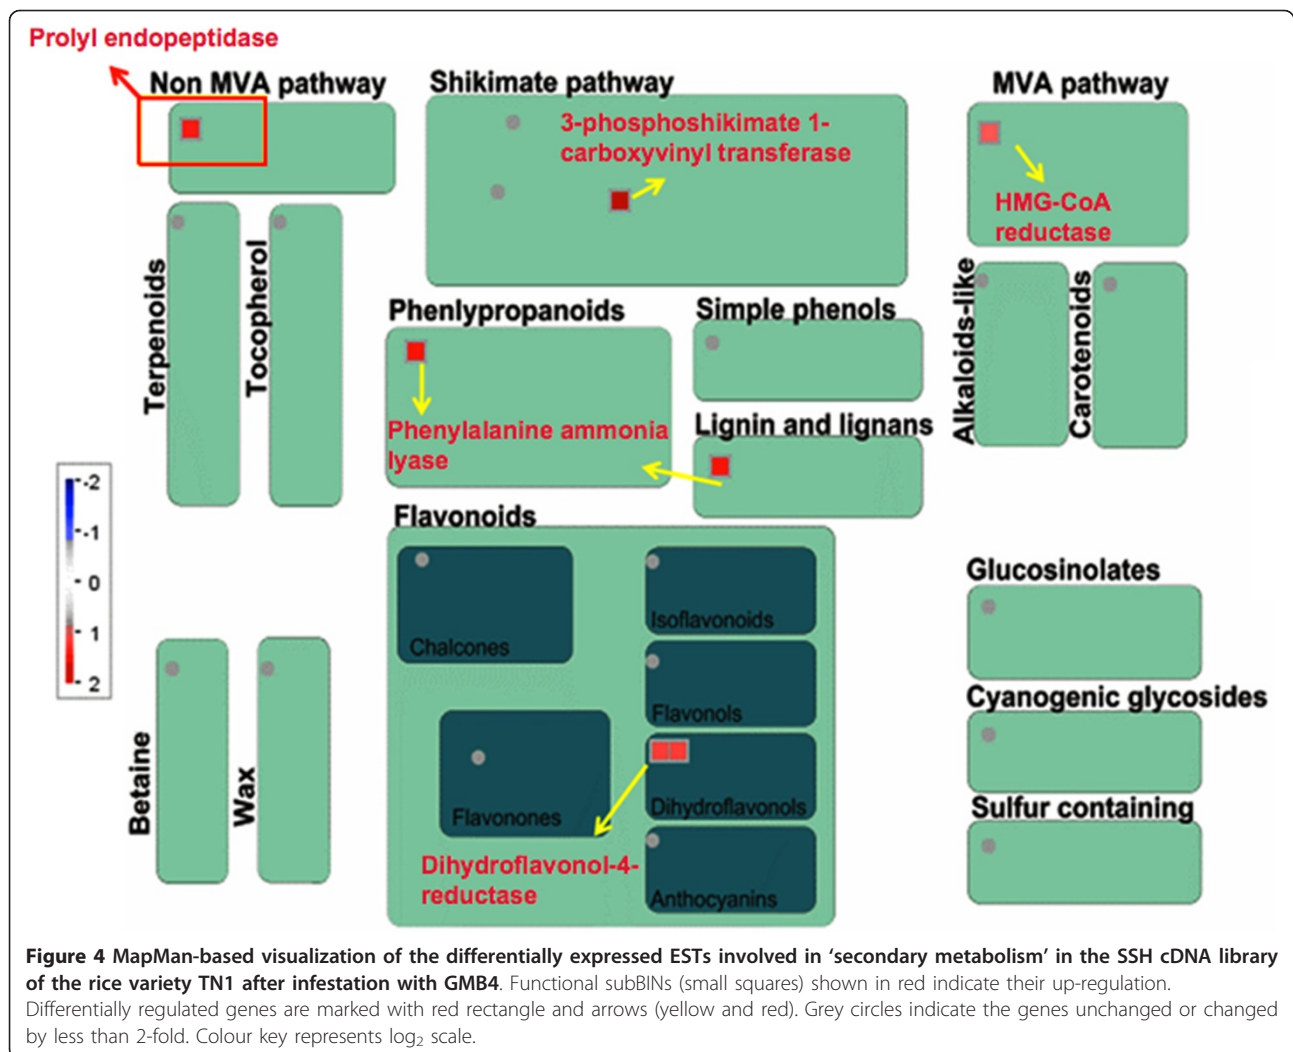 Prolyl endopeptidase
Non MVA pathway
Shikimate pathway
MVA pathway
3-phosphoshikimate 1-
carboxyvinyl transferase
HMG-CoA
reductase
Terpenoids
Tocopherol
Phenlypropanoids
Simple phenols
Alkaloids-like
Carotenoids
Phenylalanine ammonia
lyase
Lignin and lignans
-2
-1
0
1
2
Flavonoids
Chalcones
Isoflavonoids
Flavonols
Flavonones
Dihydroflavonols
Dihydroflavonol-4-
reductase
Anthocyanins
Betaine
Wax
Glucosinolates
Cyanogenic glycosides
Sulfur containing
Figure 4 MapMan-based visualization of the differentially expressed ESTs involved in ‘secondary metabolism’ in the SSH cDNA library
of the rice variety TN1 after infestation with GMB4. Functional subBINs (small squares) shown in red indicate their up-regulation.
Differentially regulated genes are marked with red rectangle and arrows (yellow and red). Grey circles indicate the genes unchanged or changed
by less than 2-fold. Colour key represents log2 scale.